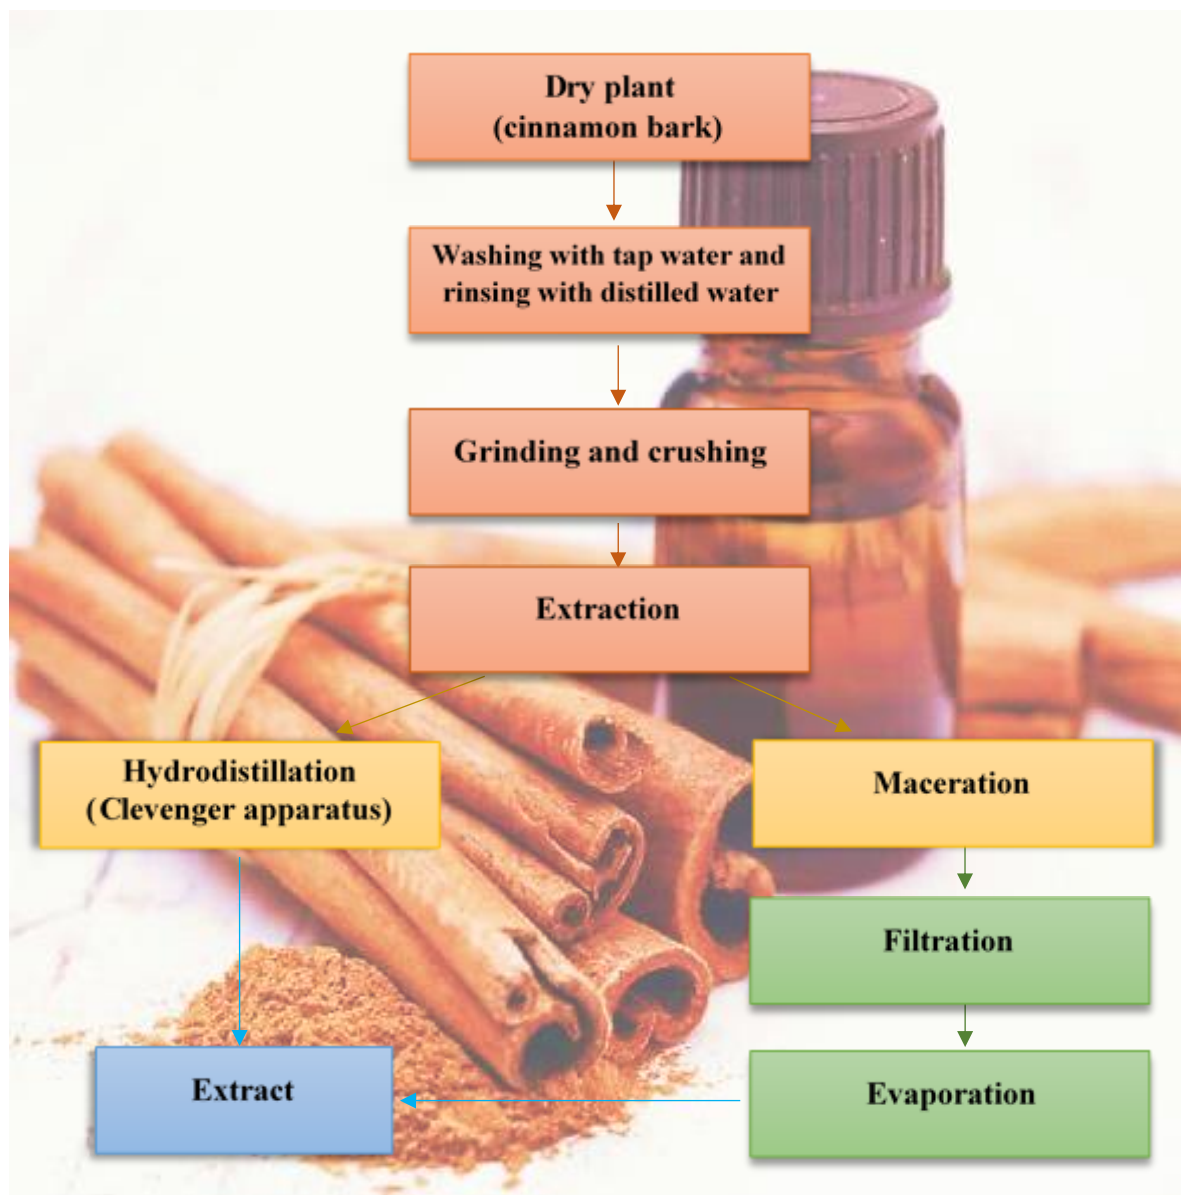 Dry plant
(cinnamon bark)
Washing with tap water and
rinsing with distilled water
Grinding and crushing
Extraction
Hydrodistillation
(Clevenger apparatus)
Maceration
Filtration
Extract
Evaporation